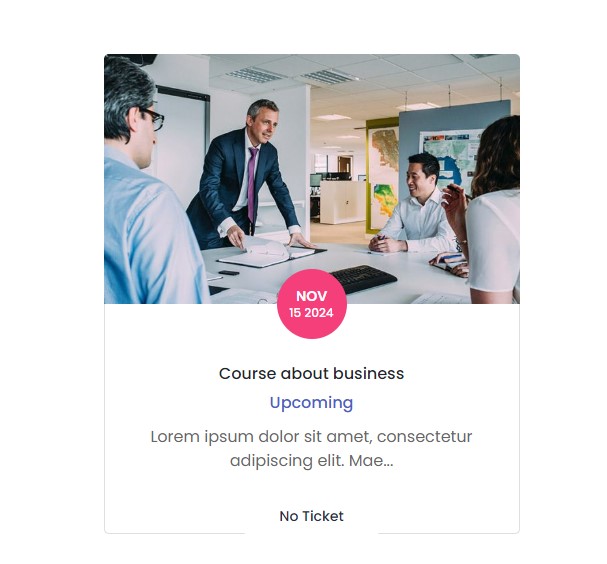 NOV
15 2024
Course about business
Upcoming
Lorem ipsum dolor sit amet, consectetur
adipiscing elit. Mae...
No Ticket